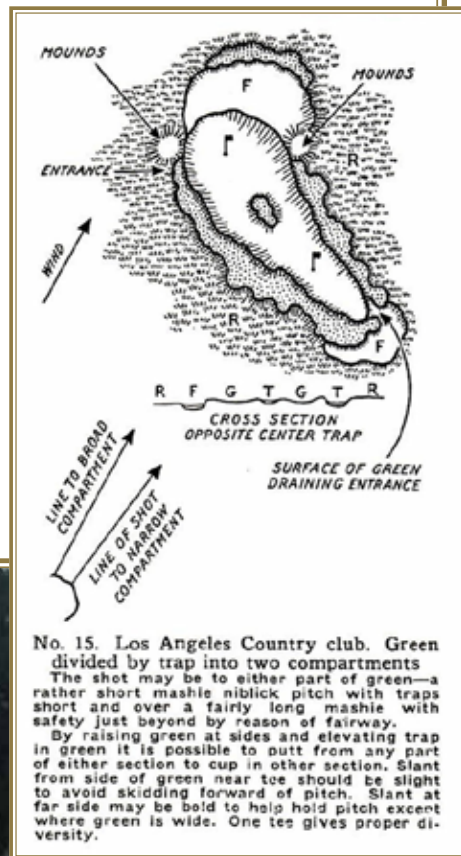 MOUNDS
F
MOUNDS
R
ENTRANCE
WIND
R
F
R F G T G T R
CROSS SECTION
OPPOSITE CENTER TRAP
SURFACE OF GREEN
DRAINING ENTRANCE
LINE TO BROAD
COMPARTMENT
LINE OF SHOT
TO NARROW
COMPARTMENT
No. 15. Los Angeles Country club. Green
divided by trap into two compartments
The shot may be to either part of green—a
rather short mashie niblick pitch with traps
short and over a fairly long mashie with
safety just beyond by reason of fairway.
By raising green at sides and elevating trap
in green it is possible to putt from any part
of either section to cup in other section. Slant
from side of green near tee should be slight
to avoid skidding forward of pitch. Slant at
far side may be bold to help hold pitch except
where green is wide. One tee gives proper di-
versity.